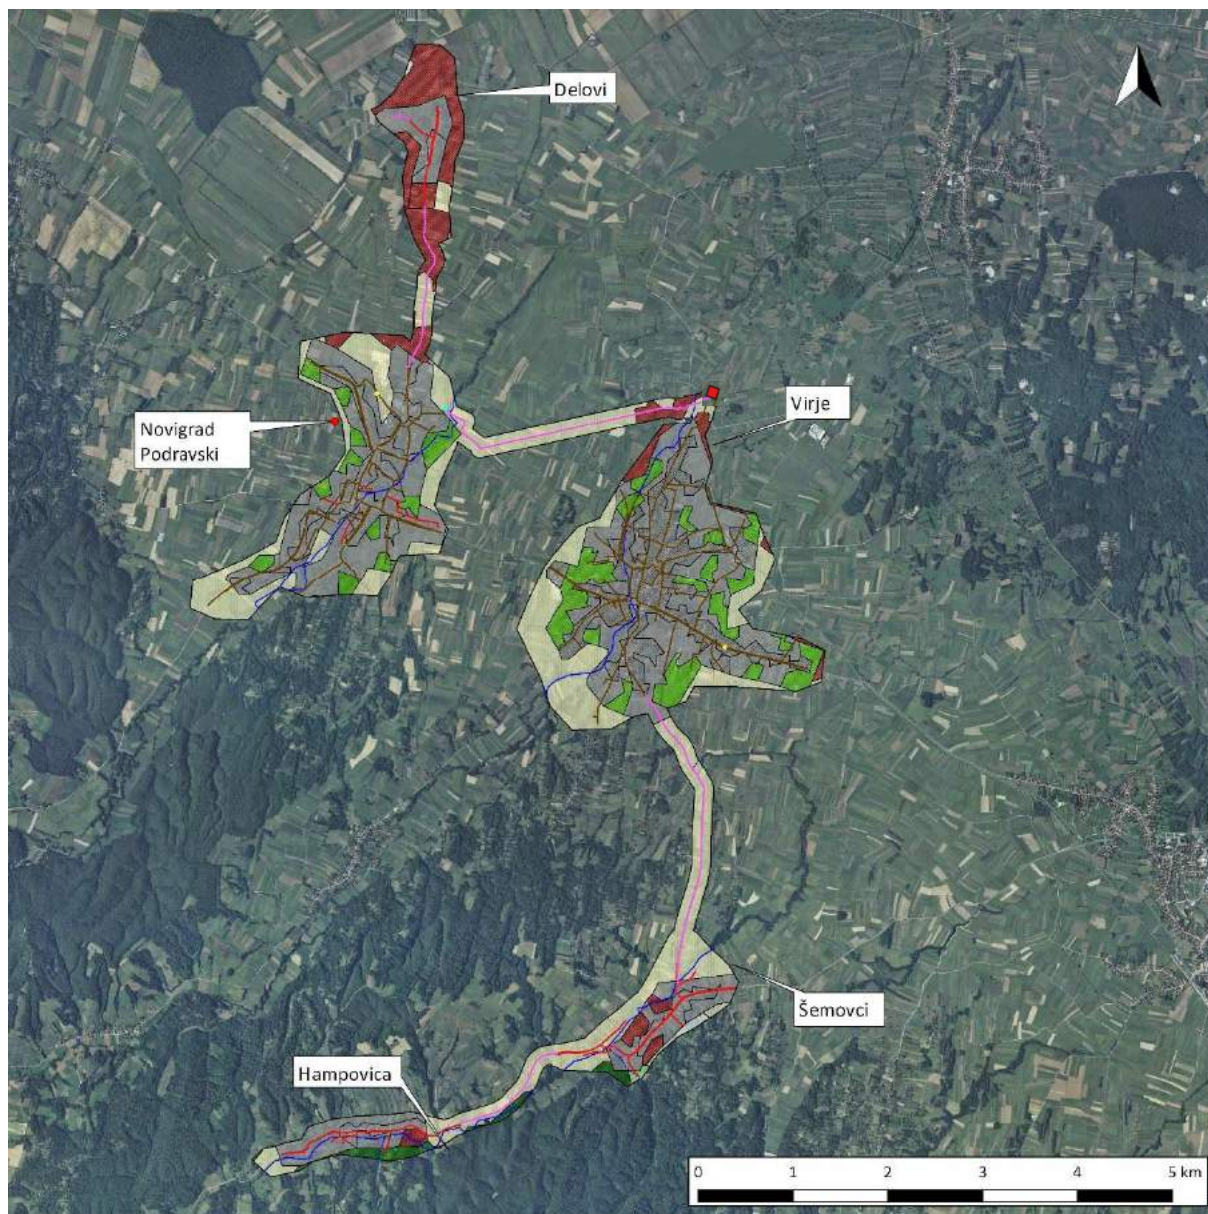 Delovi
Virje
Novigrad
Podravski
Šemovci
Hampovica
0 1 2 3 4 5 km